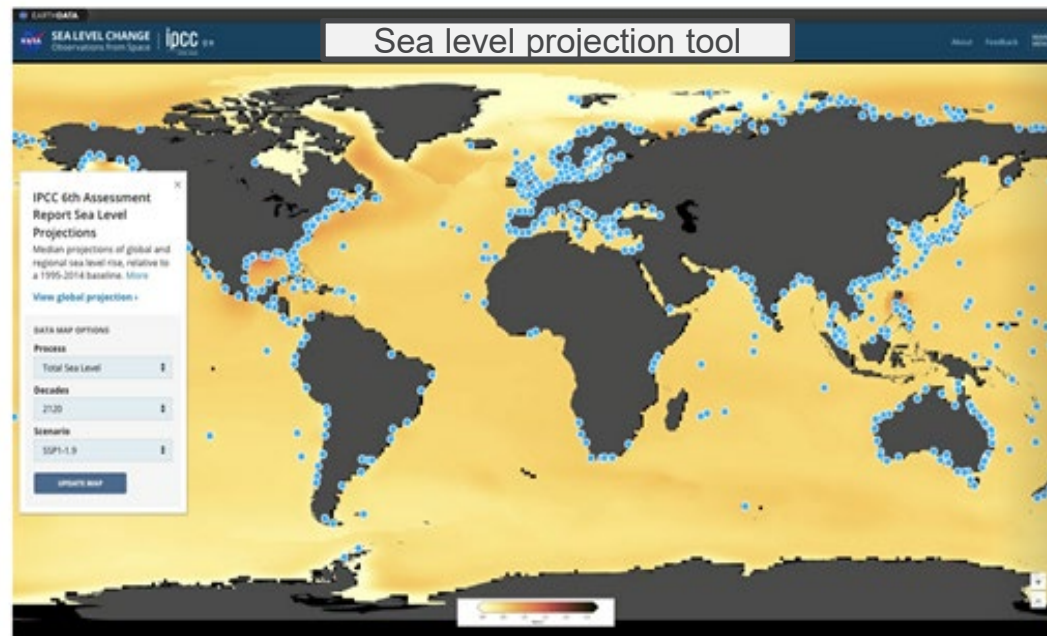 EARTHDATA
NASA SEA LEVEL CHANGE
Observations from Space
ipcc
Sea level projection tool
About Feedback
×
IPCC 6th Assessment
Report Sea Level
Projections
Median projections of global and
regional sea level rise, relative to
a 1995-2014 baseline. More
View global projection ›
DATA MAP OPTIONS
Process
Total Sea Level
Decades
2120
Scenario
SSP1-1.9
UPDATE MAP
+
−